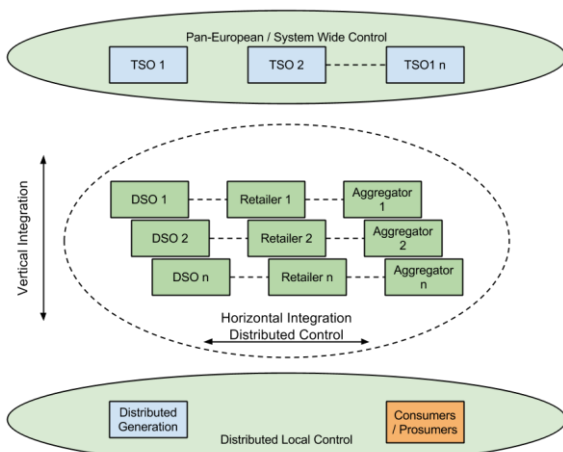 Pan-European / System Wide Control
TSO 1
TSO 2
TSO1 n
Vertical Integration
DSO 1
Retailer 1
Aggregator
1
DSO 2
Retailer 2
Aggregator
2
DSO n
Retailer n
Aggregator
n
Horizontal Integration
Distributed Control
Distributed
Generation
Consumers
/ Prosumers
Distributed Local Control